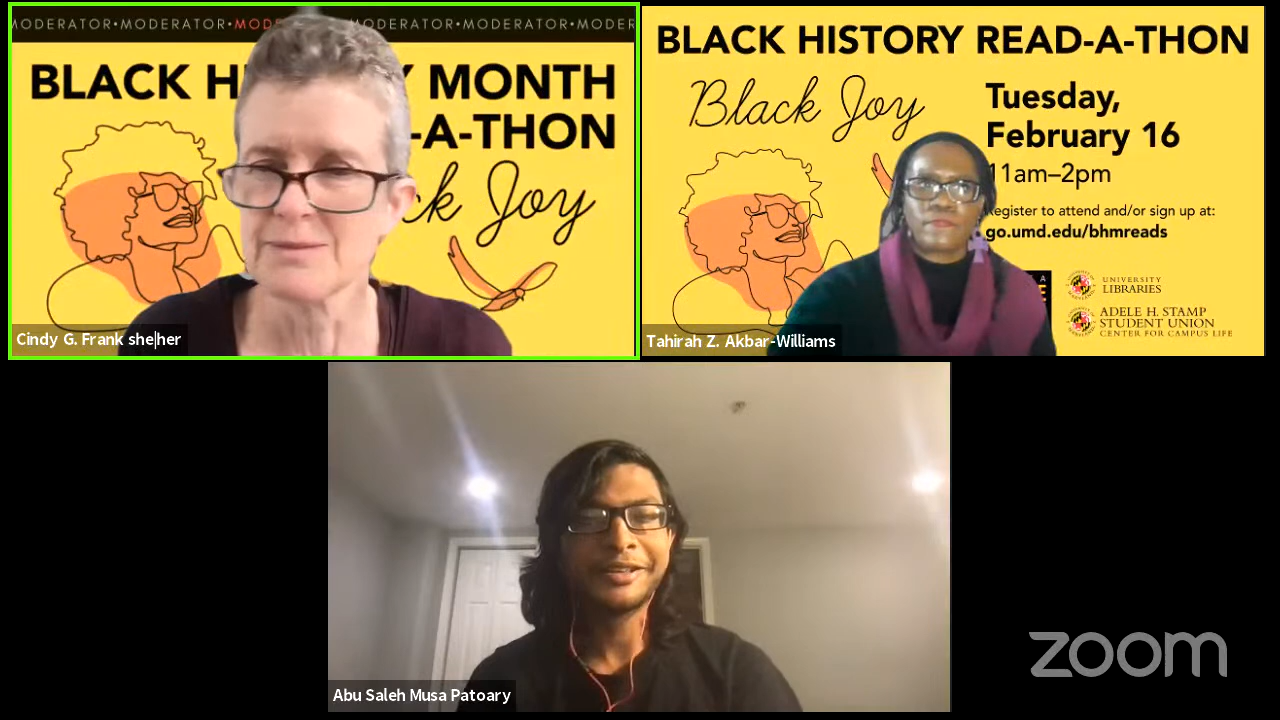 MODERATOR•MODERATOR•MOD
MODERATOR•MODERATOR•MODER
BLACK H
Y MONTH
-A-THON
ck Joy
Cindy G. Frank she|her
BLACK HISTORY READ-A-THON
Black Joy
Tuesday,
February 16
11am–2pm
Register to attend and/or sign up at:
go.umd.edu/bhmreads
UNIVERSITY
LIBRARIES
ADELE H. STAMP
STUDENT UNION
CENTER FOR CAMPUS LIFE
Tahirah Z. Akbar-Williams
Abu Saleh Musa Patoary
zoom